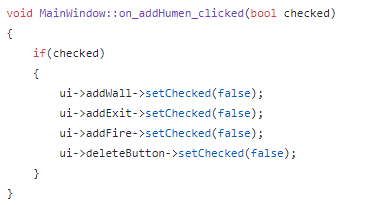 void MainWindow::on_addHumen_clicked(bool checked)
{
if(checked)
{
ui->addWall->setChecked(false);
ui->addExit->setChecked(false);
ui->addFire->setChecked(false);
ui->deleteButton->setChecked(false);
}
}